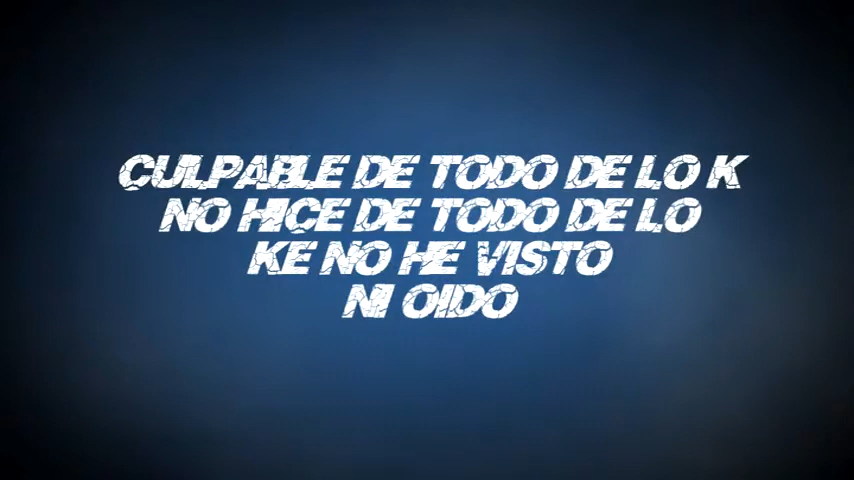 CULPABLE DE TODO DE LO K
NO HICE DE TODO DE LO
KE NO HE VISTO
NI OIDO